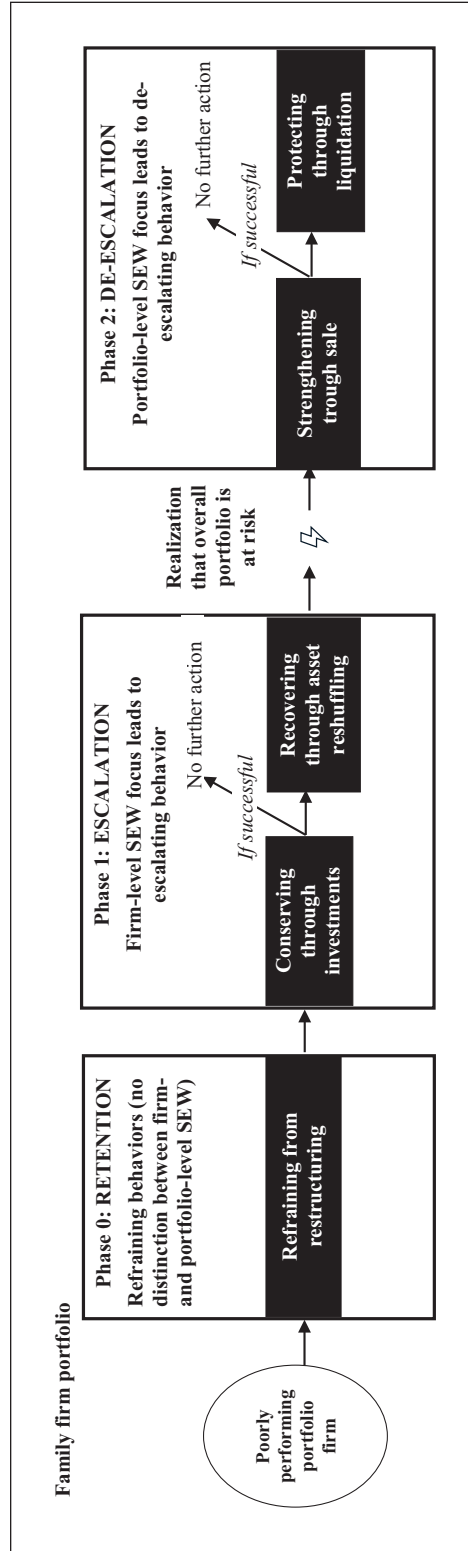 Family firm portfolio
Poorly
performing
portfolio
firm
Phase 0: RETENTION
Refraining behaviors (no
distinction between firm-
and portfolio-level SEW)
Refraining from
restructuring
Phase 1: ESCALATION
Firm-level SEW focus leads to
escalating behavior
No further action
If successful
Conserving
through
investments
Recovering
through asset
reshuffling
Realization
that overall
portfolio is
at risk
Phase 2: DE-ESCALATION
Portfolio-level SEW focus leads to de-
escalating behavior
No further action
If successful
Strengthening
trough sale
Protecting
through
liquidation